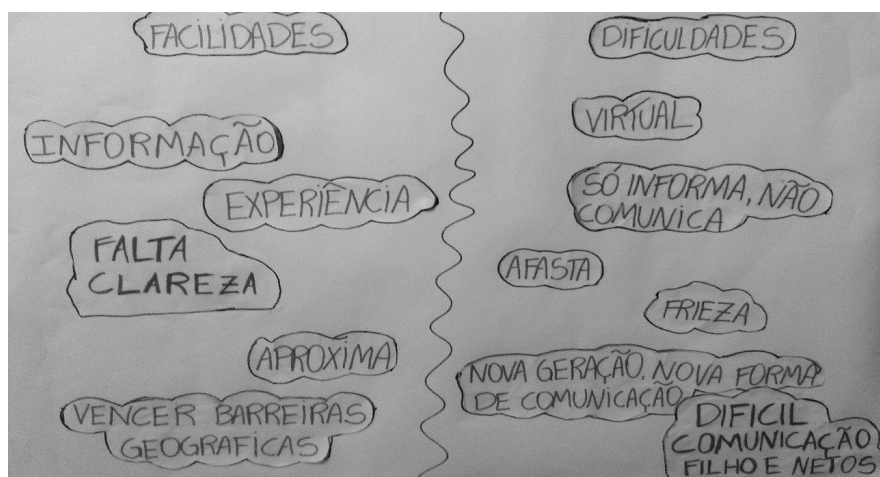 FACILIDADES
INFORMAÇÃO
EXPERIÊNCIA
FALTA
CLAREZA
APROXIMA
VENCER BARREIRAS
GEOGRAFICAS
DIFICULDADES
VIRTUAL
SÓ INFORMA, NÃO
COMUNICA
AFASTA
FRIEZA
NOVA GERAÇÃO, NOVA FORMA
DE COMUNICAÇÃO
DIFICIL
COMUNICAÇÃO
FILHO E NETOS